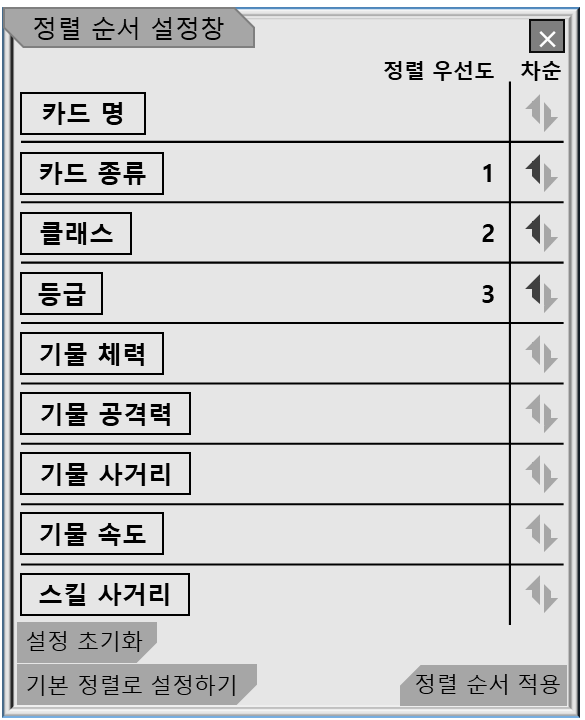 정렬 순서 설정창
정렬 우선도 차순
카드 명
카드 종류 1
클래스 2
등급 3
기물 체력
기물 공격력
기물 사거리
기물 속도
스킬 사거리
설정 초기화
기본 정렬로 설정하기
정렬 순서 적용